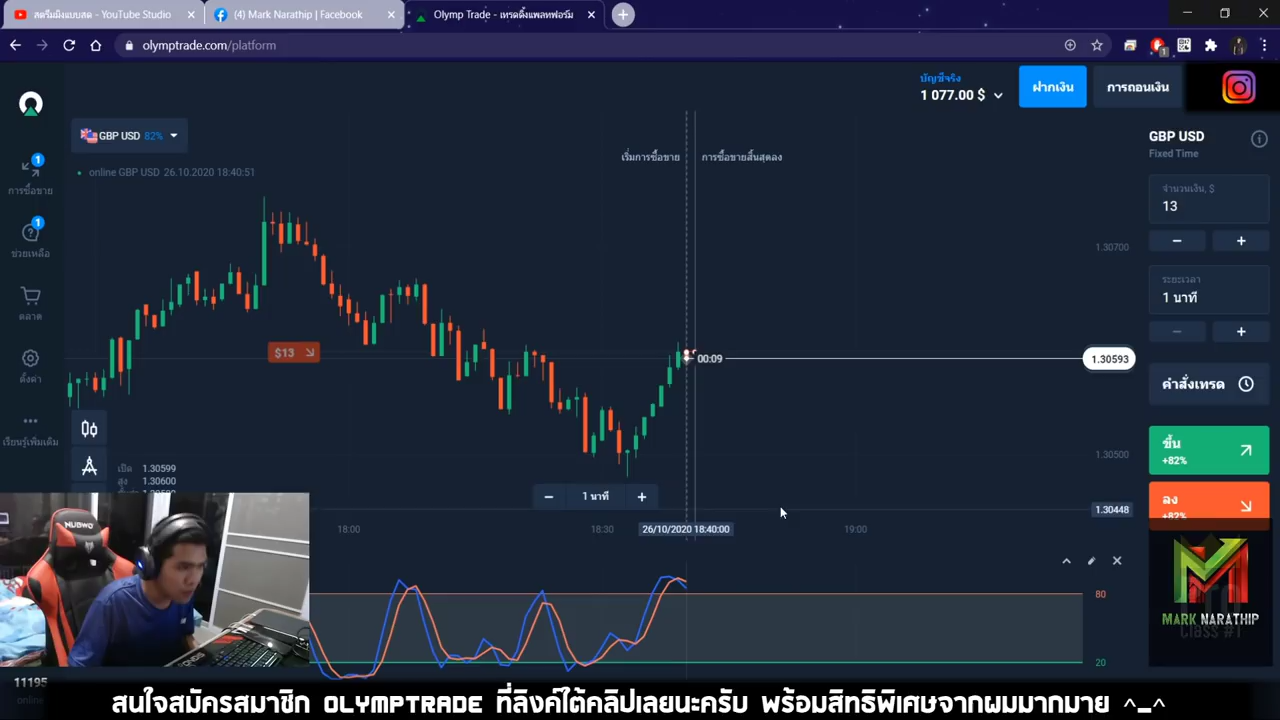 สตรีมมิงแบบสด - YouTube Studio
(4) Mark Narathip | Facebook
Olymp Trade - เทรดดิ้งแพลทฟอร์ม
olymptrade.com/platform
1
บัญชีจริง
1 077.00 $
ฝากเงิน
การถอนเงิน
GBP USD 82%
online GBP USD 26.10.2020 18:40:51
เริ่มการซื้อขาย
การซื้อขายสิ้นสุดลง
GBP USD
Fixed Time
จำนวนเงิน, $
13
ระยะเวลา
1 นาที
คำสั่งเทรด
ขึ้น
+82%
ลง
+82%
1
การซื้อขาย
1
ช่วยเหลือ
ตลาด
ตั้งค่า
เรียนรู้เพิ่มเติม
$13
00:09
1.30700
1.30593
1.30500
1.30448
เปิด 1.30599
สูง 1.30600
1 นาที
18:00
18:30
26/10/2020 18:40:00
19:00
80
20
NUBWO
MARK NARATHIP
Class #1
11195
online
สนใจสมัครสมาชิก OLYMPTRADE ที่ลิงค์ใต้คลิปเลยนะครับ พร้อมสิทธิพิเศษจากผมมากมาย ^_^